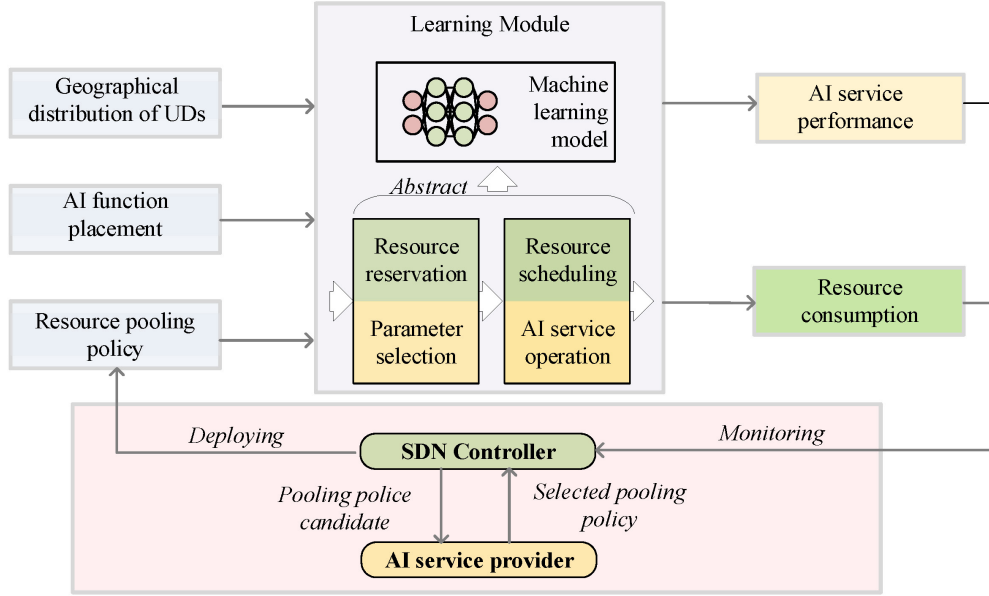 Learning Module
Geographical
distribution of UDs
Machine
learning
model
AI service
performance
Abstract
AI function
placement
Resource
reservation
Resource
scheduling
Resource pooling
policy
Parameter
selection
AI service
operation
Resource
consumption
Deploying
SDN Controller
Monitoring
Pooling police
candidate
Selected pooling
policy
AI service provider